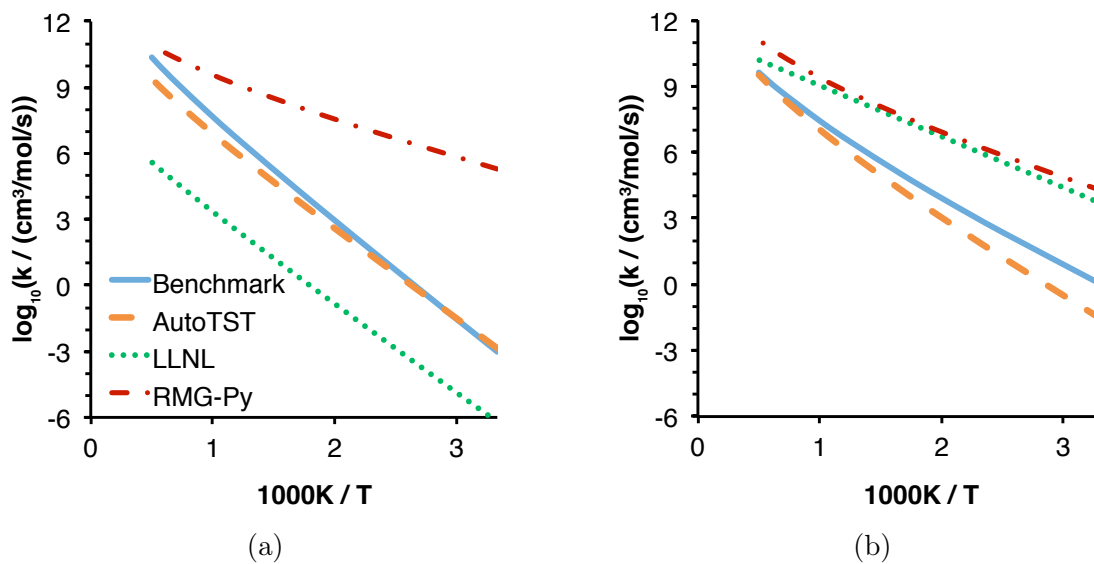 12
9
6
3
0
-3
-6
log₁₀(k / (cm³/mol/s))
Benchmark
AutoTST
LLNL
RMG-Py
0 1 2 3
1000K / T
(a)
12
9
6
3
0
-3
-6
log₁₀(k / (cm³/mol/s))
0 1 2 3
1000K / T
(b)